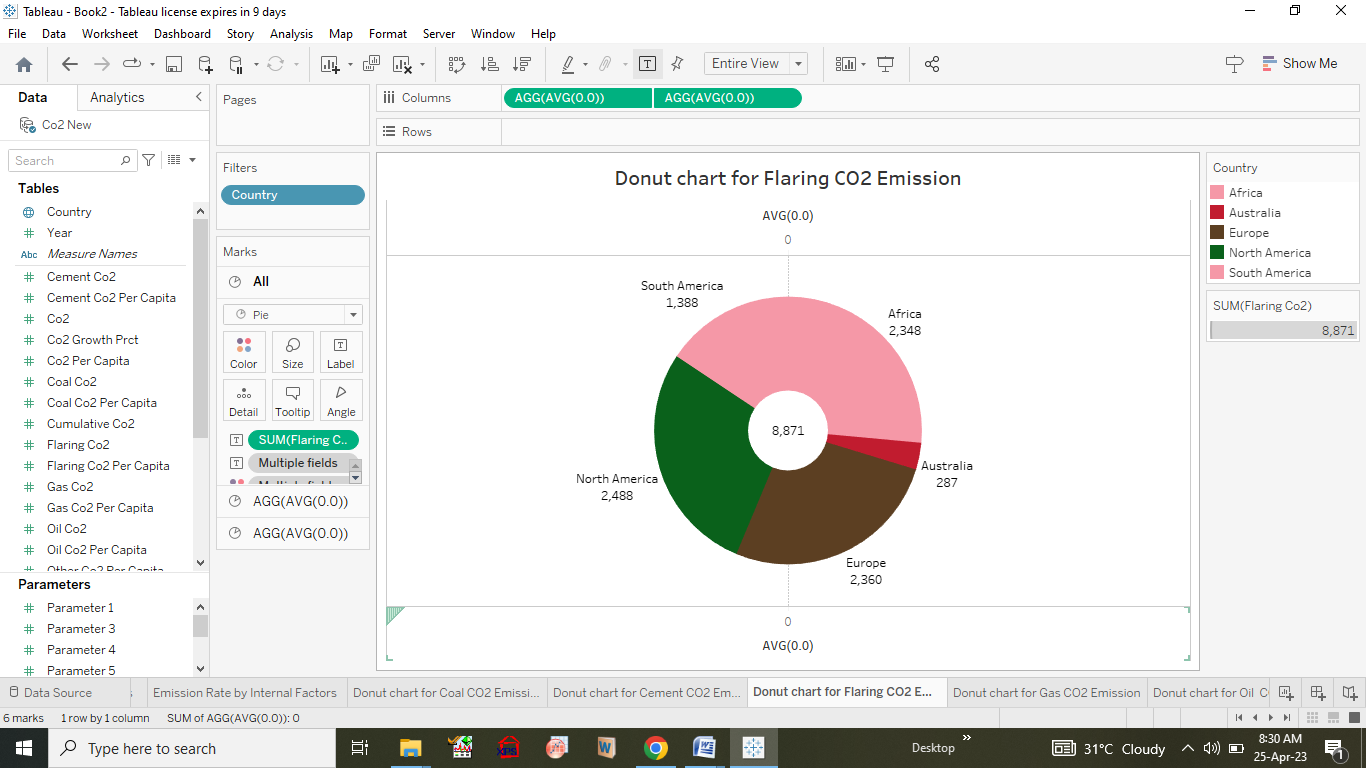 Tableau - Book2 - Tableau license expires in 9 days
File Data Worksheet Dashboard Story Analysis Map Format Server Window Help
Entire View
Show Me
Data Analytics
Co2 New
Search
Tables
Country
Year
Abc Measure Names
Cement Co2
Cement Co2 Per Capita
Co2
Co2 Growth Prct
Co2 Per Capita
Coal Co2
Coal Co2 Per Capita
Cumulative Co2
Flaring Co2
Flaring Co2 Per Capita
Gas Co2
Gas Co2 Per Capita
Oil Co2
Oil Co2 Per Capita
Other Co2 Per Capita
Parameters
Parameter 1
Parameter 3
Parameter 4
Parameter 5
Pages
Filters
Country
Marks
All
Pie
Color Size Label
Detail Tooltip Angle
SUM(Flaring C..
Multiple fields
Multiple fields
AGG(AVG(0.0))
AGG(AVG(0.0))
Columns
AGG(AVG(0.0)) AGG(AVG(0.0))
Rows
Donut chart for Flaring CO2 Emission
AVG(0.0)
0
South America
1,388
Africa
2,348
8,871
Australia
287
North America
2,488
Europe
2,360
0
AVG(0.0)
Country
Africa
Australia
Europe
North America
South America
SUM(Flaring Co2)
8,871
Data Source
Emission Rate by Internal Factors
Donut chart for Coal CO2 Emissi...
Donut chart for Cement CO2 Em...
Donut chart for Flaring CO2 E...
Donut chart for Gas CO2 Emission
Donut chart for Oil
6 marks 1 row by 1 column SUM of AGG(AVG(0.0)): 0
Type here to search
XPS
W
W
Desktop
31°C Cloudy
8:30 AM
25-Apr-23
1